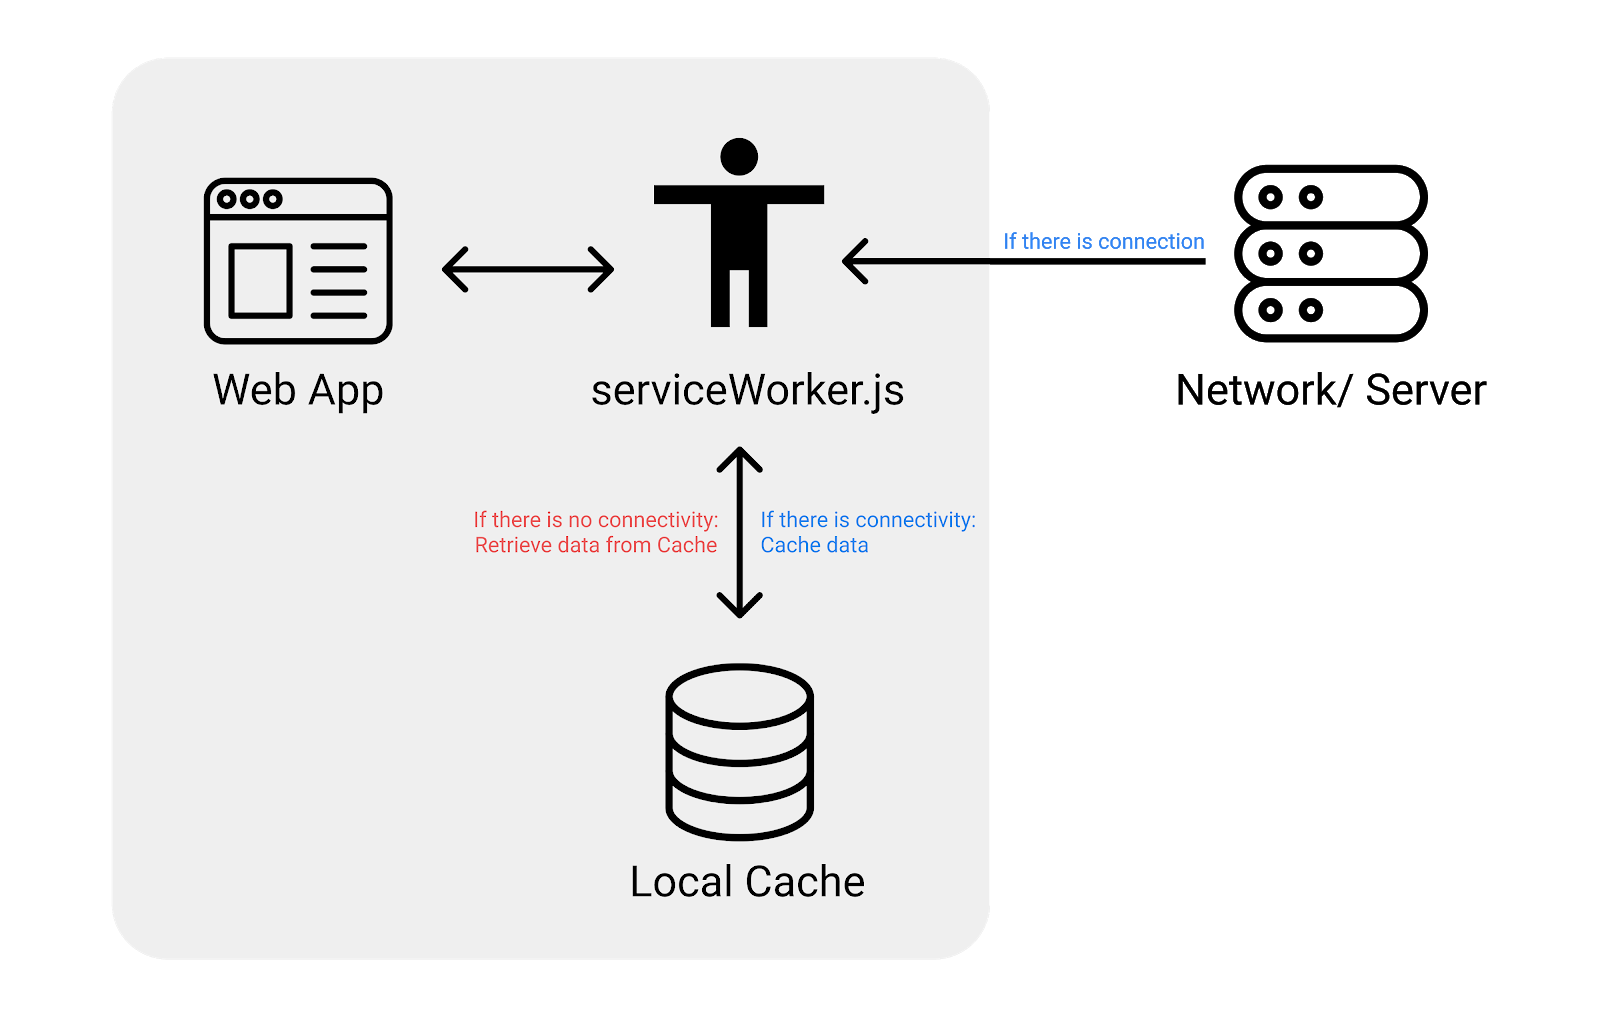 If there is connection
Web App
serviceWorker.js
Network/ Server
If there is no connectivity:
Retrieve data from Cache
If there is connectivity:
Cache data
Local Cache